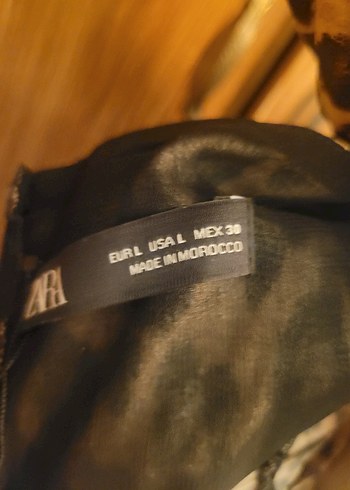 ZARA
EUR L USA L MEX 30
MADE IN MOROCCO